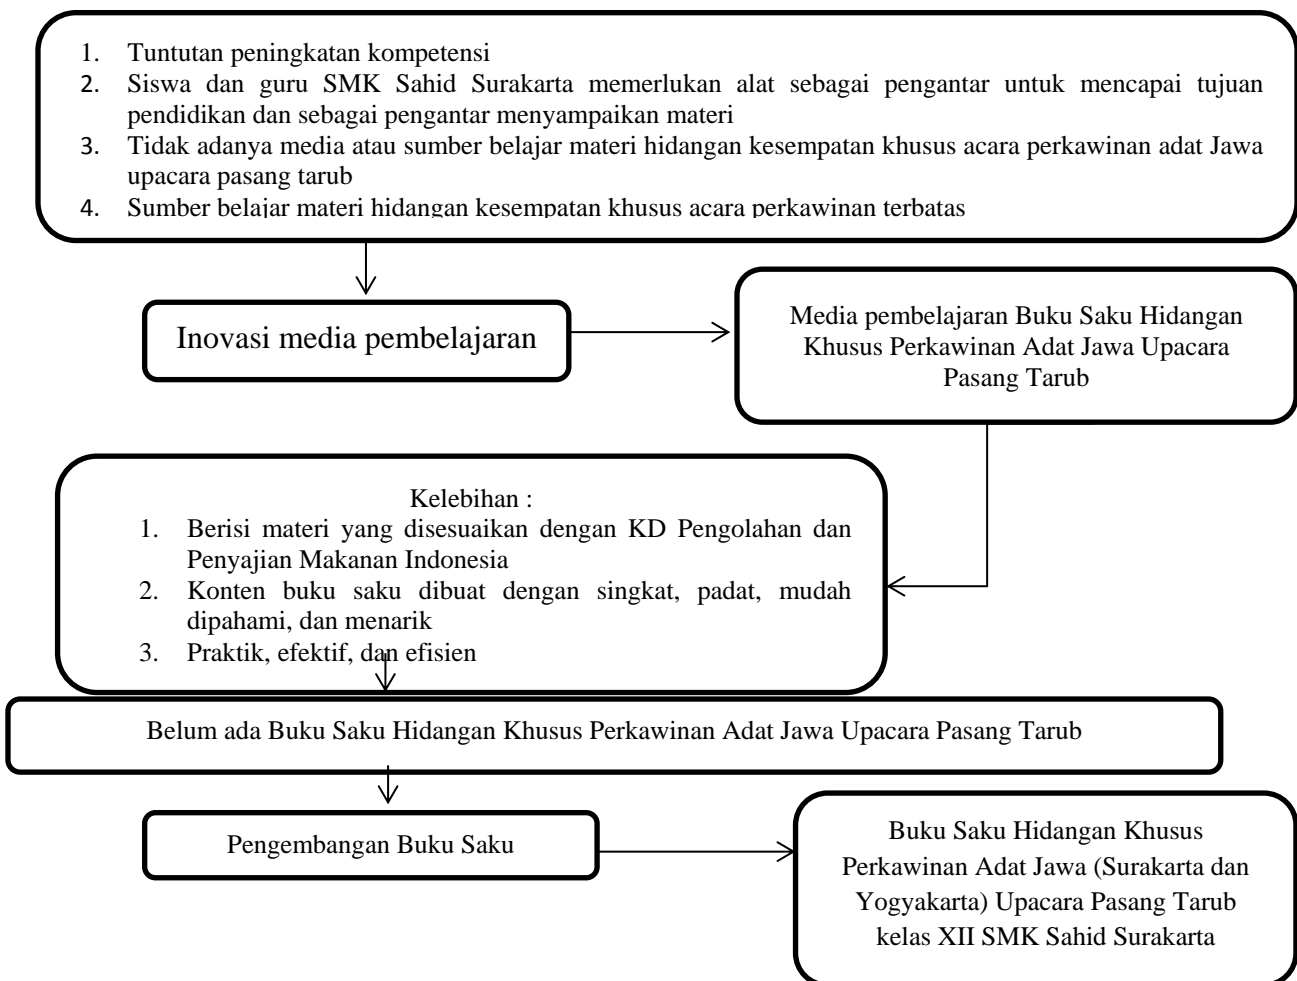 1. Tuntutan peningkatan kompetensi
2. Siswa dan guru SMK Sahid Surakarta memerlukan alat sebagai pengantar untuk mencapai tujuan
pendidikan dan sebagai pengantar menyampaikan materi
3. Tidak adanya media atau sumber belajar materi hidangan kesempatan khusus acara perkawinan adat Jawa
upacara pasang tarub
4. Sumber belajar materi hidangan kesempatan khusus acara perkawinan terbatas
Inovasi media pembelajaran
Media pembelajaran Buku Saku Hidangan
Khusus Perkawinan Adat Jawa Upacara
Pasang Tarub
Kelebihan :
1. Berisi materi yang disesuaikan dengan KD Pengolahan dan
Penyajian Makanan Indonesia
2. Konten buku saku dibuat dengan singkat, padat, mudah
dipahami, dan menarik
3. Praktik, efektif, dan efisien
Belum ada Buku Saku Hidangan Khusus Perkawinan Adat Jawa Upacara Pasang Tarub
Pengembangan Buku Saku
Buku Saku Hidangan Khusus
Perkawinan Adat Jawa (Surakarta dan
Yogyakarta) Upacara Pasang Tarub
kelas XII SMK Sahid Surakarta